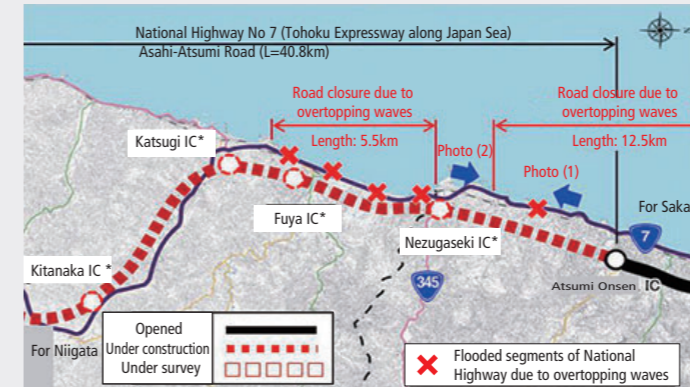 National Highway No 7 (Tohoku Expressway along Japan Sea)
Asahi-Atsumi Road (L=40.8km)
Road closure due to
overtopping waves
Length: 5.5km
Road closure due to
overtopping waves
Length: 12.5km
Photo (2)
Photo (1)
Katsugi IC*
Fuya IC*
Nezugaseki IC*
Kitanaka IC *
For Saka
7
345
Atsumi Onsen IC
For Niigata
Opened
Under construction
Under survey
Flooded segments of National
Highway due to overtopping waves